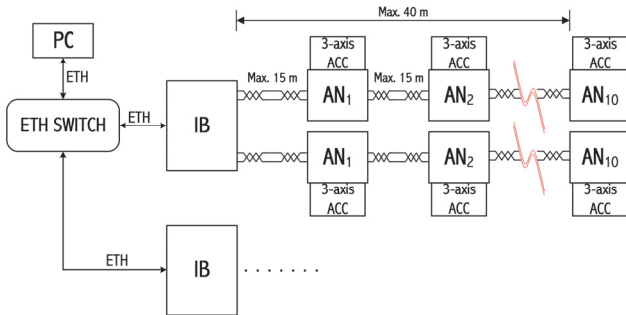 Max. 40 m
PC
3-axis
ACC
3-axis
ACC
3-axis
ACC
ETH
Max. 15 m
Max. 15 m
AN₁
AN₂
AN₁₀
ETH SWITCH
ETH
IB
AN₁
AN₂
AN₁₀
3-axis
ACC
3-axis
ACC
3-axis
ACC
ETH
IB
. . . . . . .